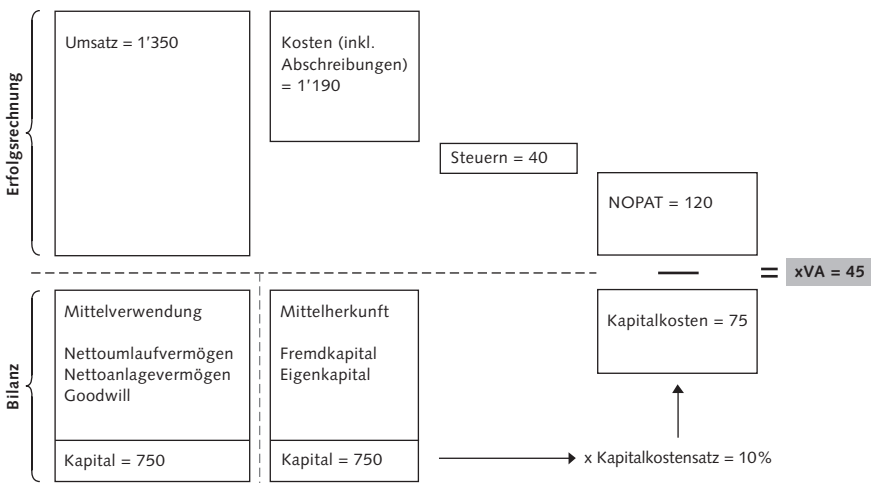 Erfolgsrechnung
Umsatz = 1'350
Kosten (inkl.
Abschreibungen)
= 1'190
Steuern = 40
NOPAT = 120
—
= xVA = 45
Bilanz
Mittelverwendung
Nettoumlaufvermögen
Nettoanlagevermögen
Goodwill
Kapital = 750
Mittelherkunft
Fremdkapital
Eigenkapital
Kapital = 750
Kapitalkosten = 75
x Kapitalkostensatz = 10%